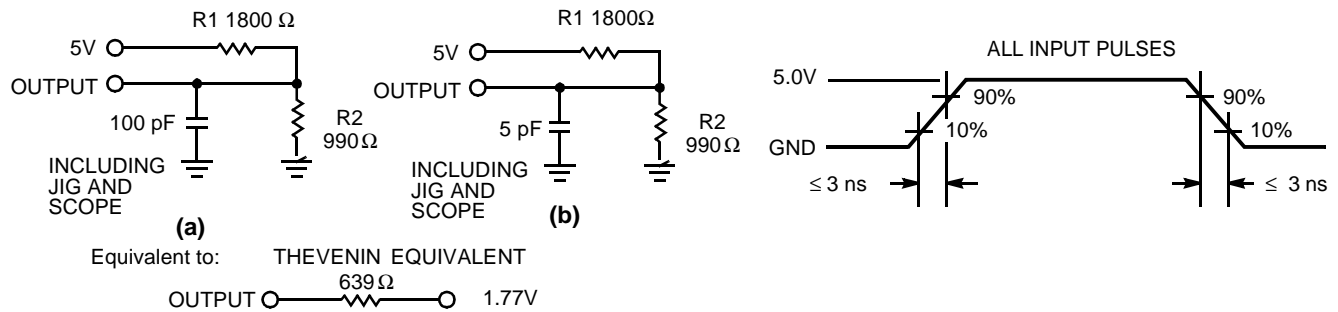 R1 1800 Ω
5V
OUTPUT
100 pF
R2
990Ω
INCLUDING
JIG AND
SCOPE
(a)
R1 1800Ω
5V
OUTPUT
5 pF
R2
990Ω
INCLUDING
JIG AND
SCOPE
(b)
Equivalent to: THEVENIN EQUIVALENT
639 Ω
OUTPUT 1.77V
ALL INPUT PULSES
5.0V
90% 90%
10% 10%
GND
≤ 3 ns ≤ 3 ns